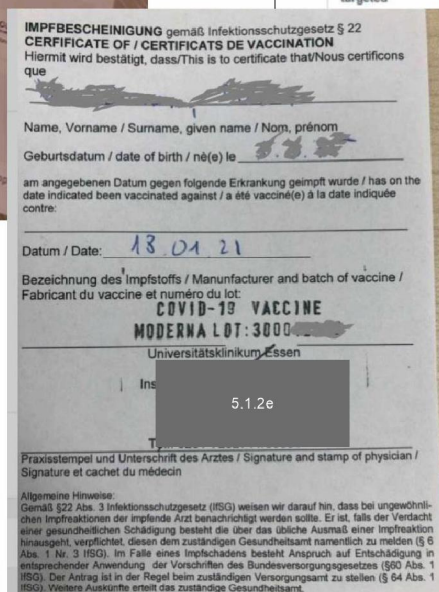 targeted
IMPFBESCHEINIGUNG gemäß Infektionsschutzgesetz § 22
CERTIFICATE OF / CERTIFICATS DE VACCINATION
Hiermit wird bestätigt, dass/This is to certificate that/Nous certificons
que
Name, Vorname / Surname, given name / Nom, prénom
Geburtsdatum / date of birth / nè(e) le
am angegebenen Datum gegen folgende Erkrankung geimpft wurde / has on the
date indicated been vaccinated against / a été vacciné(e) à la date iquée
contre:
Datum / Date: 18.01.21
Bezeichnung des Impfstoffs / Manunfacturer and batch of vaccine /
Fabricant du vaccine et numéro du lot:
COVID-19 VACCINE
MODERNA LOT: 3000
Universitätsklinikum Essen
Ins
5.1.2e
Praxisstempel und Unterschrift des Arztes / Signature and stamp of physician /
Signature et cachet du médecin
Allgemeine Hinweise:
Gemäß §22 Abs. 3 Infektionsschutzgesetz (IfSG) weisen wir darauf hin, dass bei ungewöhnli-
chen Impfreaktionen der impfende Arzt benachrichtigt werden sollte. Er ist, falls der Verdacht
einer gesundheitlichen Schädigung besteht die über das übliche Ausmaß einer Impfreaktion
hinausgeht, verpflichtet, diesen dem zuständigen Gesundheitsamt namentlich zu melden (§ 6
Abs. 1 Nr. 3 IfSG). Im Falle eines Impfschadens besteht Anspruch auf Entschädigung in
entsprechender Anwendung der Vorschriften des Bundesversorgungsgesetzes (§60 Abs. 1
IfSG). Der Antrag ist in der Regel beim zuständigen Versorgungsamt zu stellen (§ 64 Abs. 1
IfSG). Weitere Auskünfte erteilt das zuständige Gesundheitsamt.